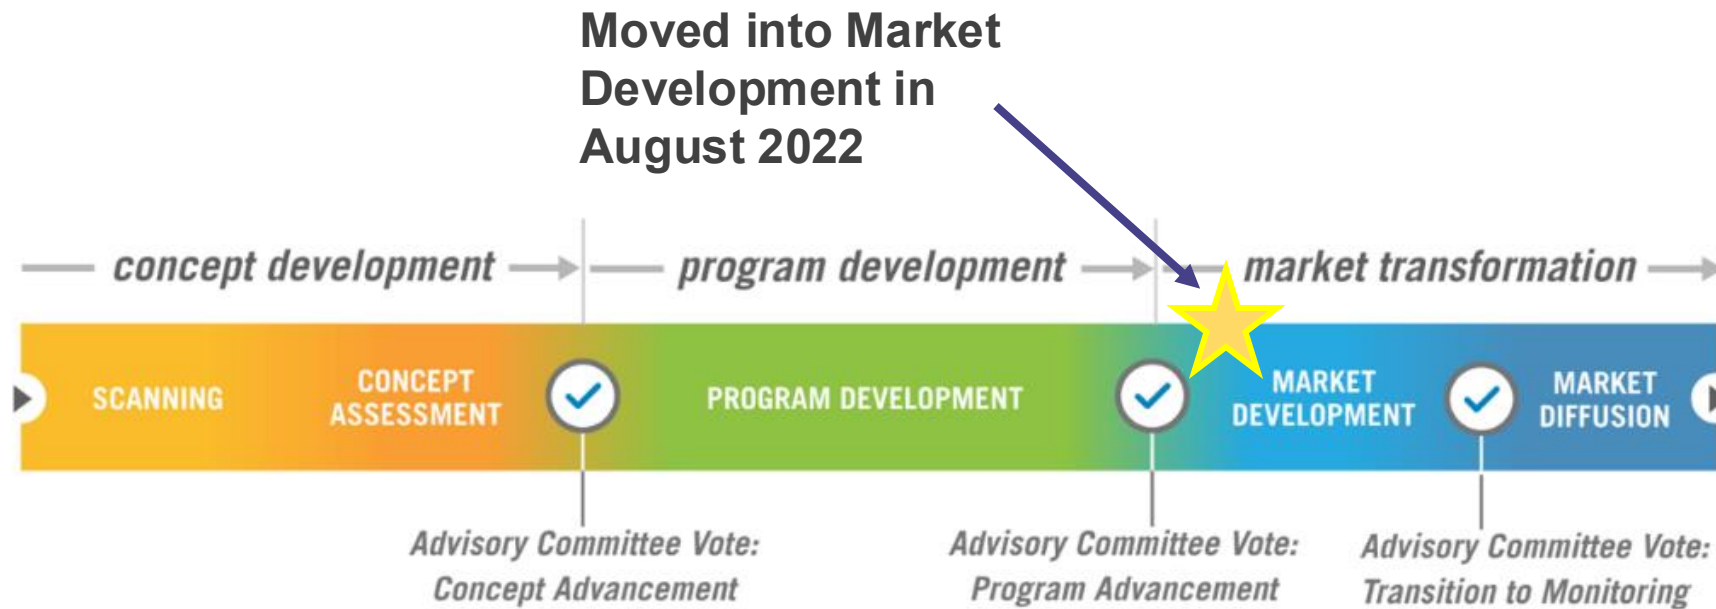 Moved into Market
Development in
August 2022
concept development
program development
market transformation
SCANNING
CONCEPT
ASSESSMENT
PROGRAM DEVELOPMENT
MARKET
DEVELOPMENT
MARKET
DIFFUSION
Advisory Committee Vote:
Concept Advancement
Advisory Committee Vote:
Program Advancement
Advisory Committee Vote:
Transition to Monitoring